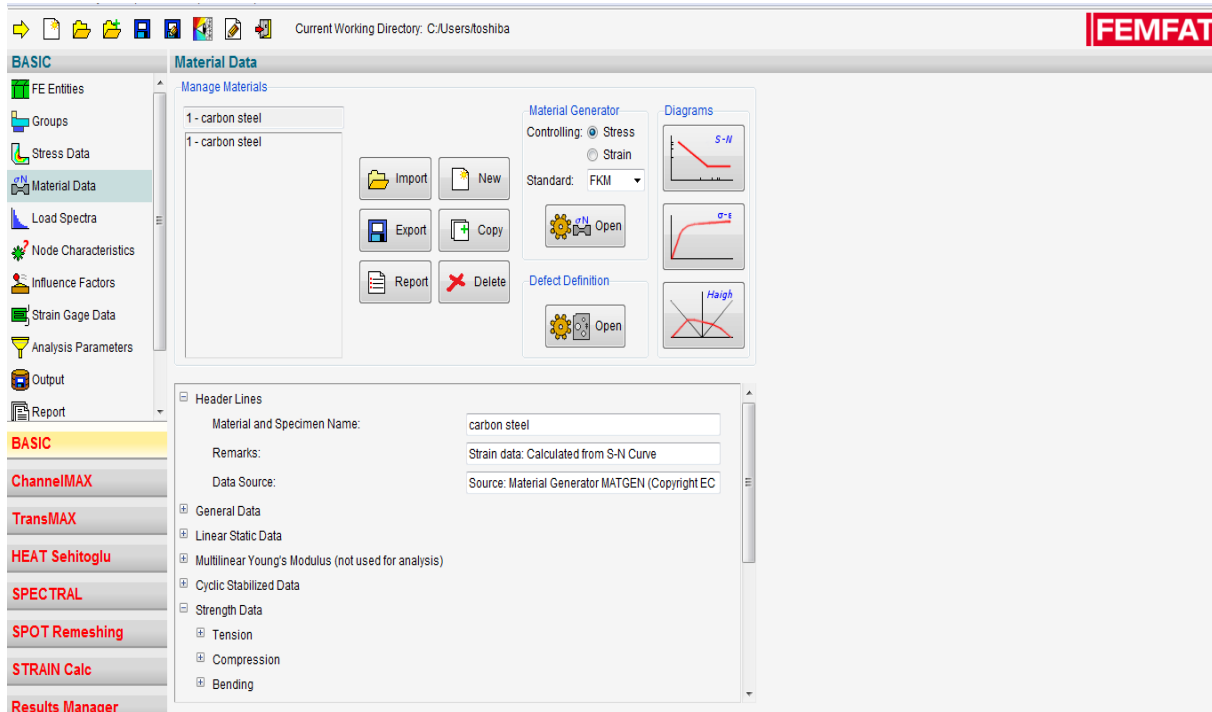 Current Working Directory: C:/Users/toshiba
FEMFAT
BASIC
FE Entities
Groups
Stress Data
σN
Material Data
Load Spectra
Node Characteristics
Influence Factors
Strain Gage Data
Analysis Parameters
Output
Report
BASIC
ChannelMAX
TransMAX
HEAT Sehitoglu
SPECTRAL
SPOT Remeshing
STRAIN Calc
Results Manager
Material Data
Manage Materials
1 - carbon steel
1 - carbon steel
Import
New
Export
Copy
Report
Delete
Material Generator
Controlling: Stress
Strain
Standard: FKM
σN
Open
Defect Definition
Open
Diagrams
S-N
σ-ε
Haigh
Header Lines
Material and Specimen Name: carbon steel
Remarks: Strain data: Calculated from S-N Curve
Data Source: Source: Material Generator MATGEN (Copyright EC
General Data
Linear Static Data
Multilinear Young's Modulus (not used for analysis)
Cyclic Stabilized Data
Strength Data
Tension
Compression
Bending